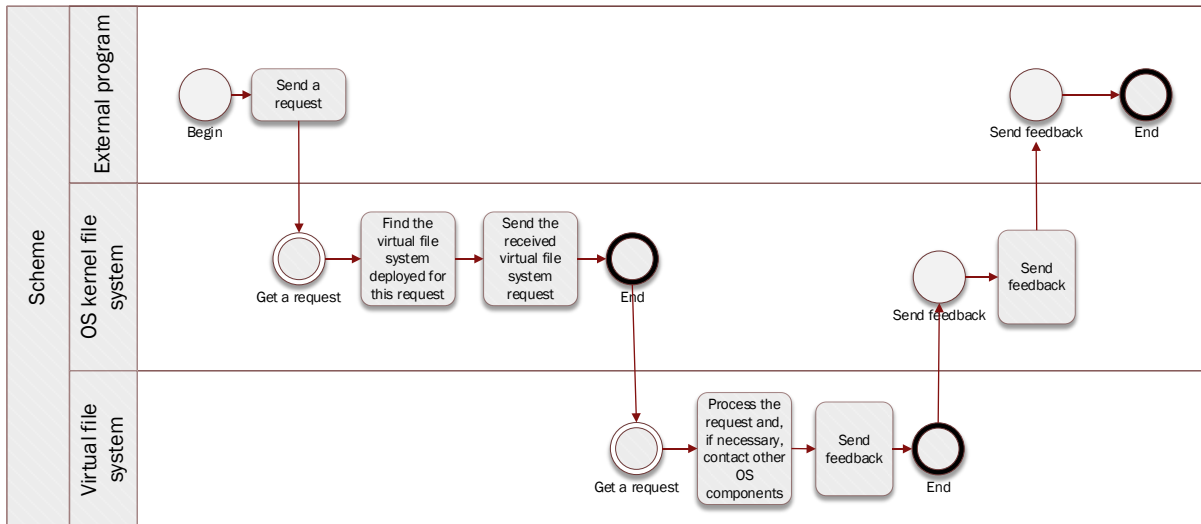 Scheme
External program
Begin
Send a
request
Send feedback
End
OS kernel file
system
Get a request
Find the
virtual file
system
deployed for
this request
Send the
received
virtual file
system
request
End
Send feedback
Send
feedback
Virtual file
system
Get a request
Process the
request and,
if necessary,
contact other
OS
components
Send
feedback
End